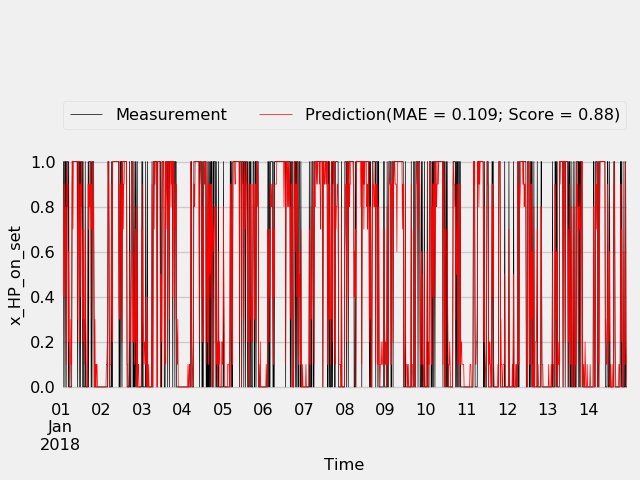 Measurement
Prediction(MAE = 0.109; Score = 0.88)
x_HP_on_set
1.0
0.8
0.6
0.4
0.2
0.0
01 02 03 04 05 06 07 08 09 10 11 12 13 14
Jan
2018
Time